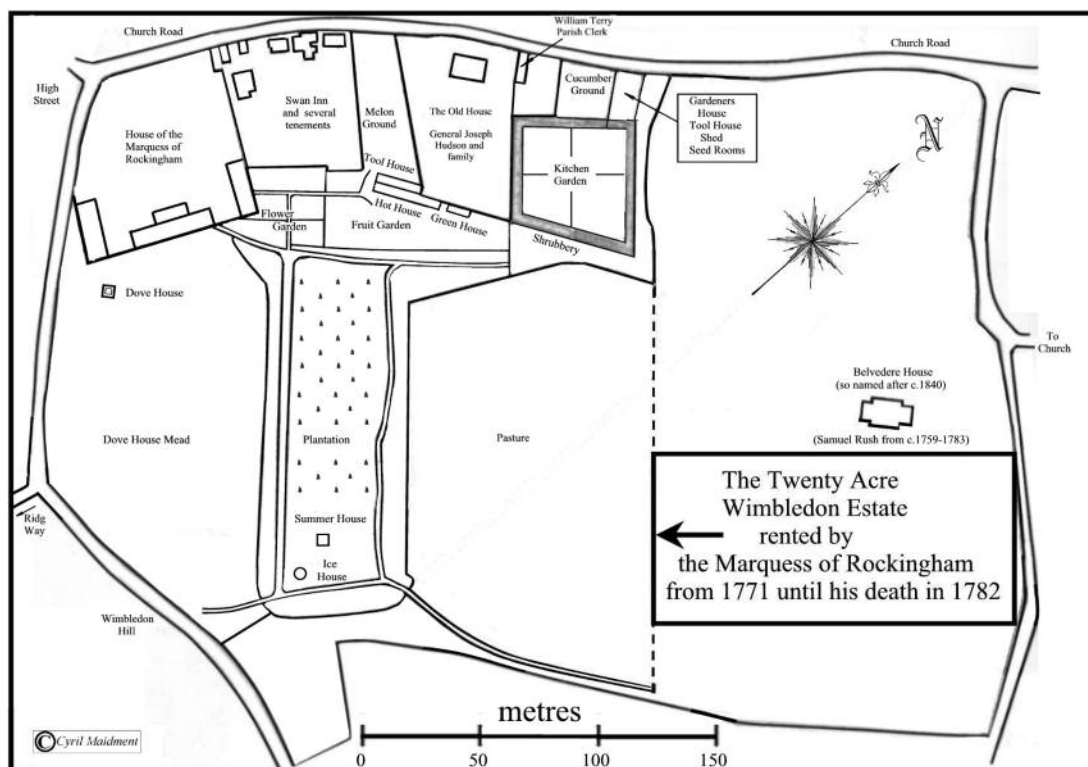 Church Road
William Terry
Parish Clerk
Church Road
High
Street
Swan Inn
and several
tenements
Melon
Ground
The Old House
General Joseph
Hudson and
family
Cucumber
Ground
Gardeners
House
Tool House
Shed
Seed Rooms
N
House of the
Marquess of
Rockingham
Tool House
Kitchen
Garden
Flower
Garden
Hot House
Fruit Garden
Green House
Shrubbery
Dove House
To
Church
Belvedere House
(so named after c.1840)
(Samuel Rush from c.1759-1783)
Dove House Mead
Plantation
Pasture
The Twenty Acre
Wimbledon Estate
rented by
the Marquess of Rockingham
from 1771 until his death in 1782
Ridg
Way
Summer House
Ice
House
Wimbledon
Hill
metres
0 50 100 150
© Cyril Maidment